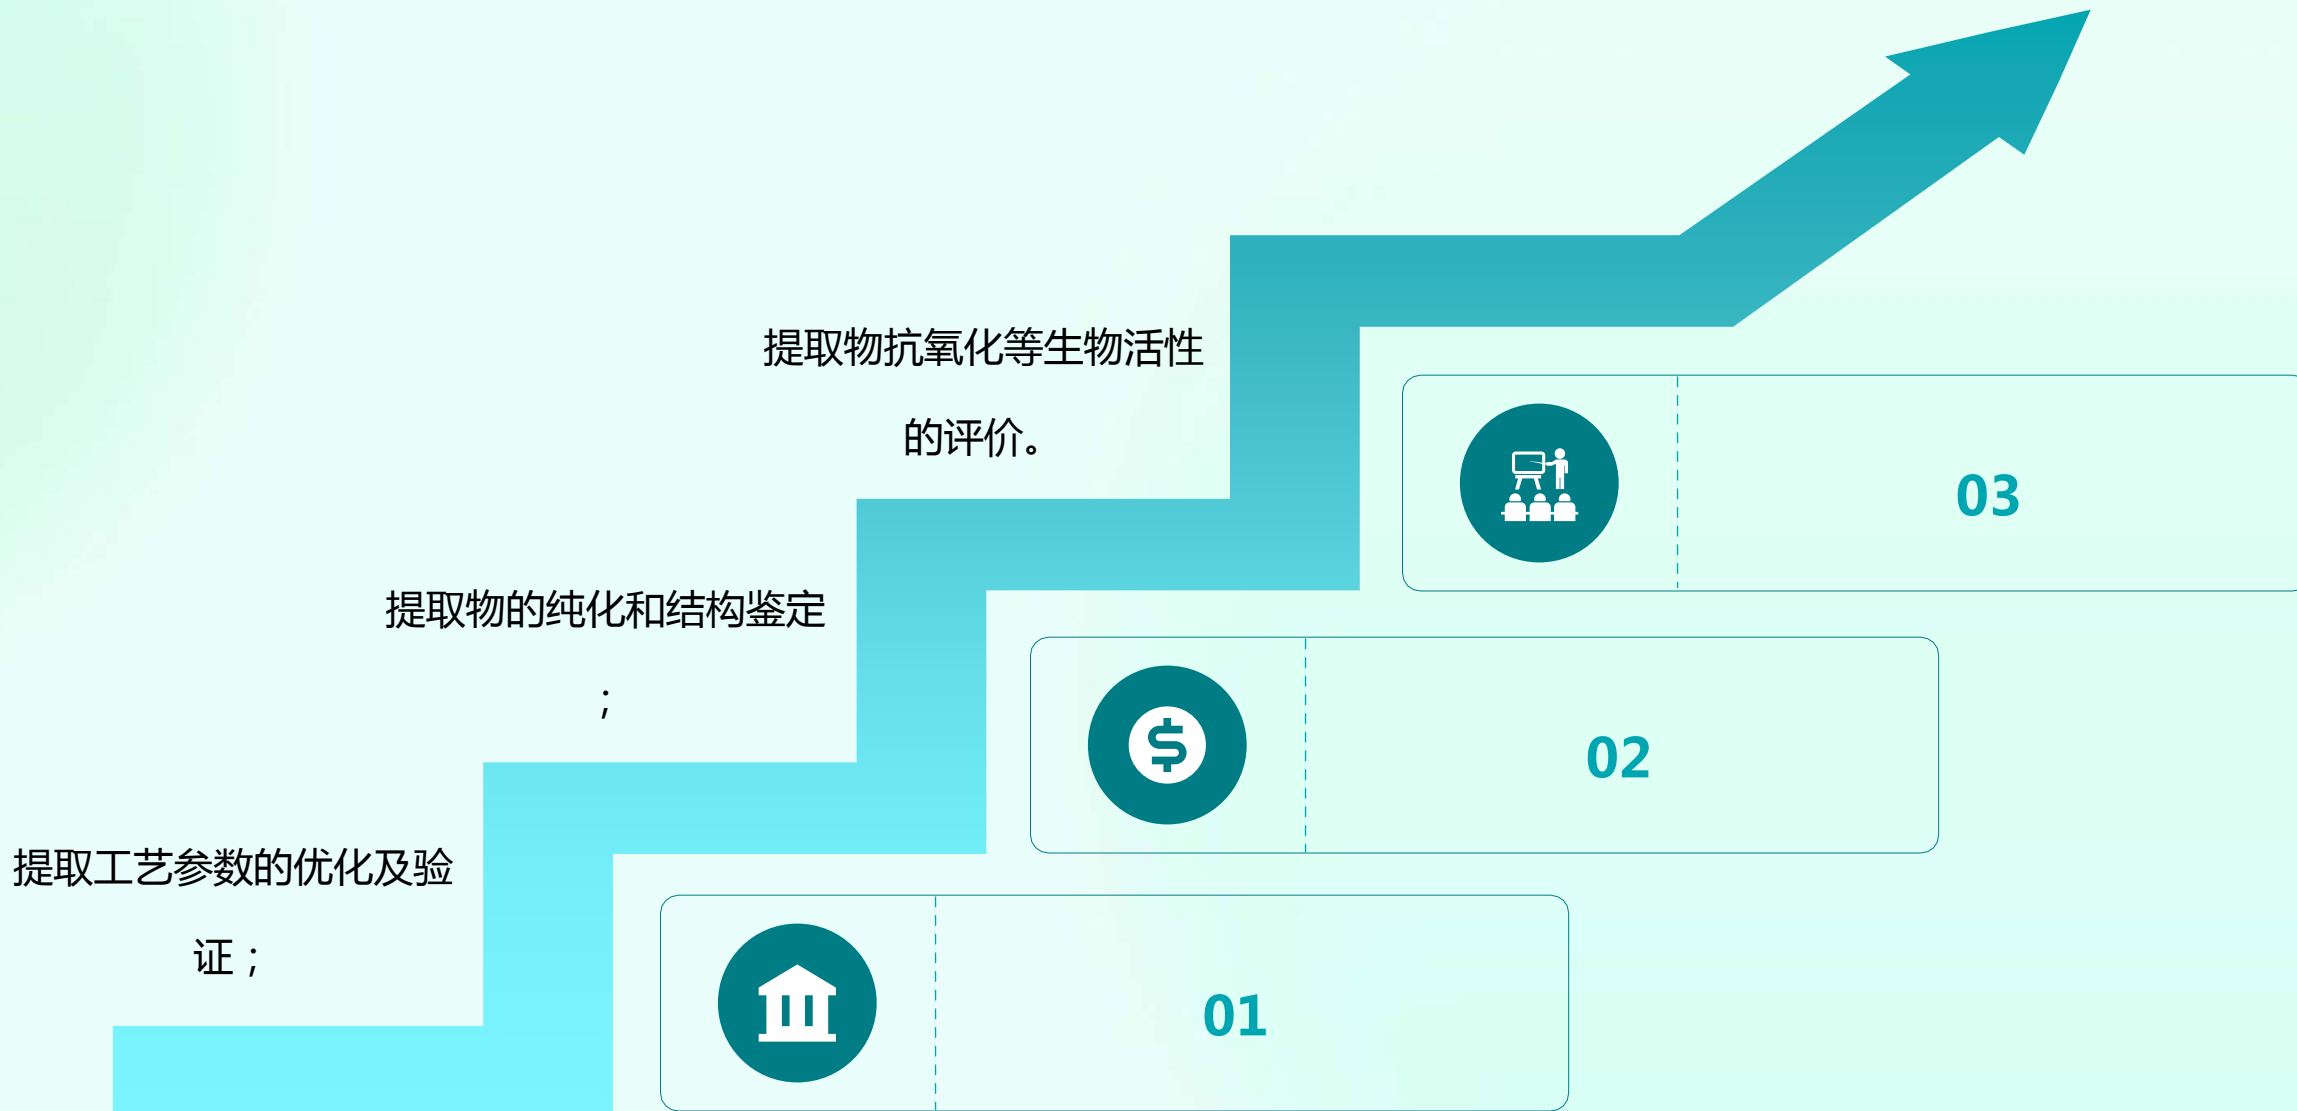 提取物抗氧化等生物活性
的评价。
03
提取物的纯化和结构鉴定
；
02
提取工艺参数的优化及验
证；
01